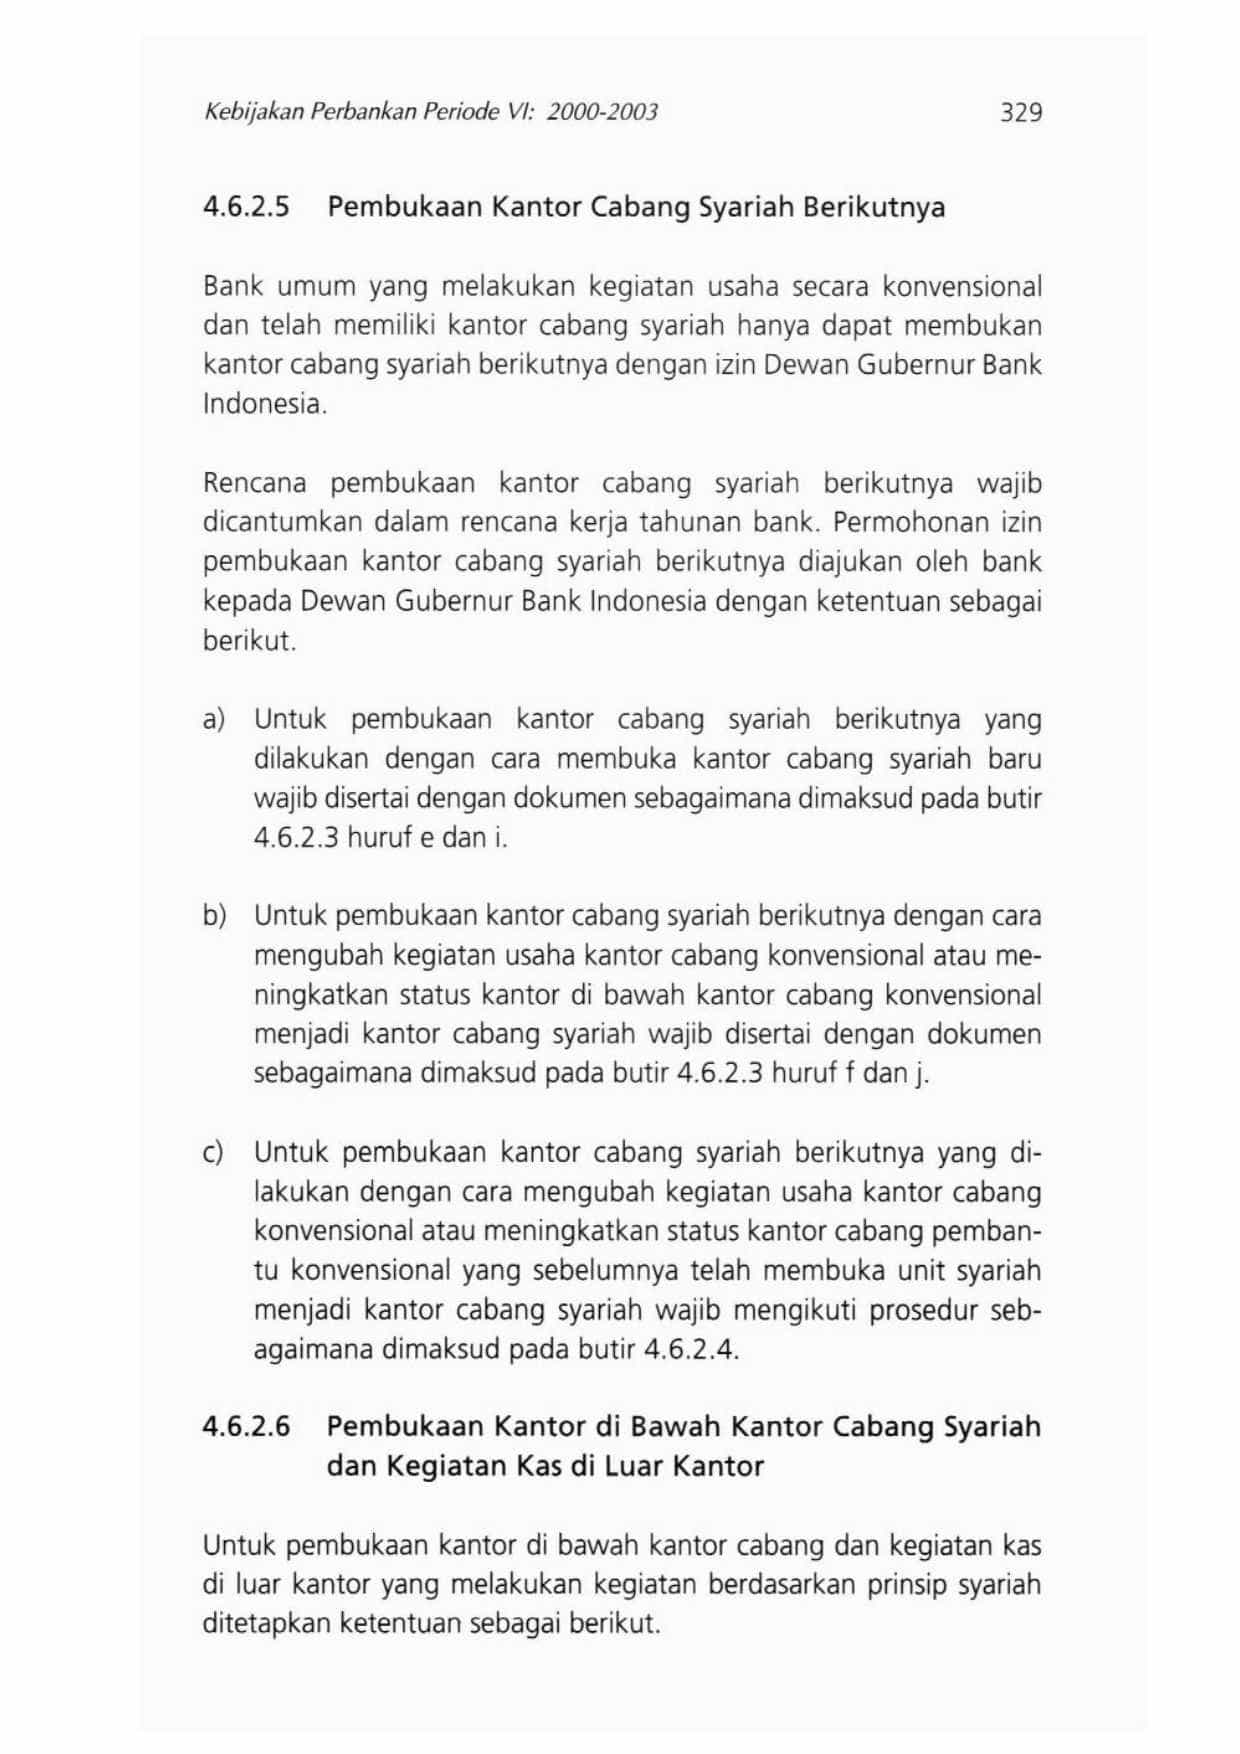 Kebijakan Perbankan Periode VI: 2000-2003 329
4.6.2.5 Pembukaan Kantor Cabang Syariah Berikutnya
Bank umum yang melakukan kegiatan usaha secara konvensional
dan telah memiliki kantor cabang syariah hanya dapat membukan
kantor cabang syariah berikutnya dengan izin Dewan Gubernur Bank
Indonesia.
Rencana pembukaan kantor cabang syariah berikutnya wajib
dicantumkan dalam rencana kerja tahunan bank. Permohonan izin
pembukaan kantor cabang syariah berikutnya diajukan oleh bank
kepada Dewan Gubernur Bank Indonesia dengan ketentuan sebagai
berikut.
a) Untuk pembukaan kantor cabang syariah berikutnya yang
dilakukan dengan cara membuka kantor cabang syariah baru
wajib disertai dengan dokumen sebagaimana dimaksud pada butir
4.6.2.3 huruf e dan i.
b) Untuk pembukaan kantor cabang syariah berikutnya dengan cara
mengubah kegiatan usaha kantor cabang konvensional atau me-
ningkatkan status kantor di bawah kantor cabang konvensional
menjadi kantor cabang syariah wajib disertai dengan dokumen
sebagaimana dimaksud pada butir 4.6.2.3 huruf f dan j.
c) Untuk pembukaan kantor cabang syariah berikutnya yang di-
lakukan dengan cara mengubah kegiatan usaha kantor cabang
konvensional atau meningkatkan status kantor cabang pemban-
tu konvensional yang sebelumnya telah membuka unit syariah
menjadi kantor cabang syariah wajib mengikuti prosedur seb-
agaimana dimaksud pada butir 4.6.2.4.
4.6.2.6 Pembukaan Kantor di Bawah Kantor Cabang Syariah
dan Kegiatan Kas di Luar Kantor
Untuk pembukaan kantor di bawah kantor cabang dan kegiatan kas
di luar kantor yang melakukan kegiatan berdasarkan prinsip syariah
ditetapkan ketentuan sebagai berikut.